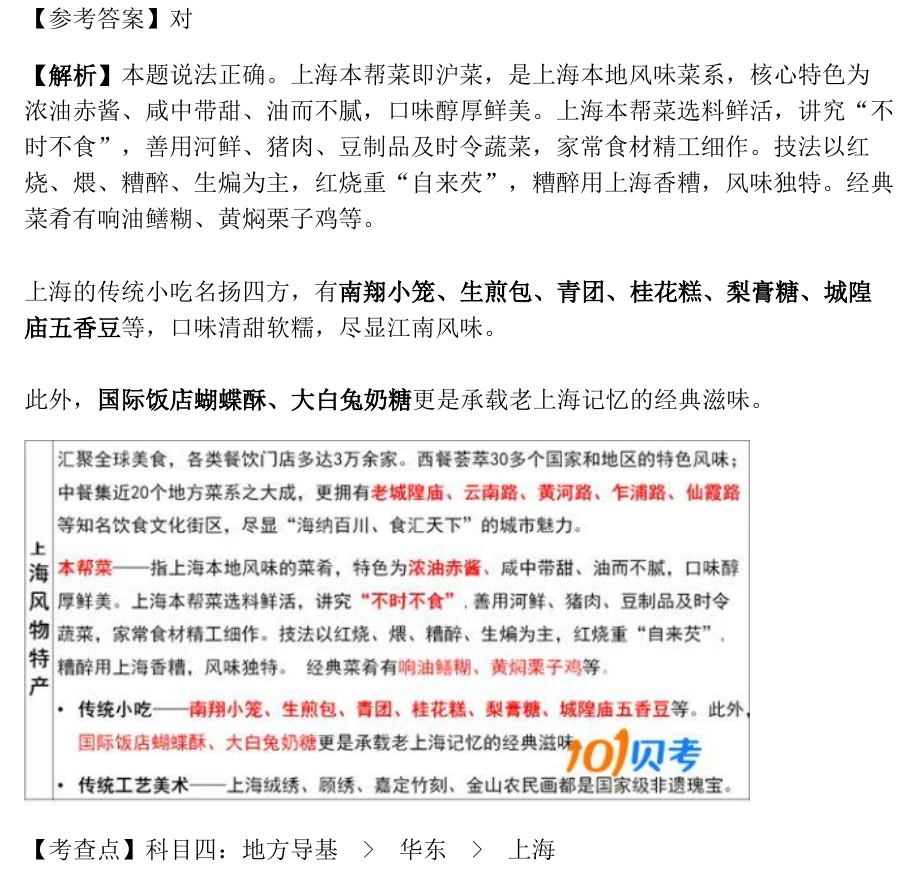 【参考答案】对
【解析】本题说法正确。上海本帮菜即沪菜，是上海本地风味菜系，核心特色为
浓油赤酱、咸中带甜、油而不腻，口味醇厚鲜美。上海本帮菜选料鲜活，讲究“不
时不食”，善用河鲜、猪肉、豆制品及时令蔬菜，家常食材精工细作。技法以红
烧、煨、糟醉、生煸为主，红烧重“自来芡”，糟醉用上海香糟，风味独特。经典
菜肴有响油鳝糊、黄焖栗子鸡等。
上海的传统小吃名扬四方，有南翔小笼、生煎包、青团、桂花糕、梨膏糖、城隍
庙五香豆等，口味清甜软糯，尽显江南风味。
此外，国际饭店蝴蝶酥、大白兔奶糖更是承载老上海记忆的经典滋味。
上海风物特产
汇聚全球美食，各类餐饮门店多达3万余家。西餐荟萃30多个国家和地区的特色风味；
中餐集近20个地方菜系之大成，更拥有老城隍庙、云南路、黄河路、乍浦路、仙霞路
等知名饮食文化街区，尽显“海纳百川、食汇天下”的城市魅力。
本帮菜——指上海本地风味的菜肴，特色为浓油赤酱、咸中带甜、油而不腻，口味醇
厚鲜美。上海本帮菜选料鲜活，讲究“不时不食”，善用河鲜、猪肉、豆制品及时令
蔬菜，家常食材精工细作。技法以红烧、煨、糟醉、生煸为主，红烧重“自来芡”，
糟醉用上海香糟，风味独特。 经典菜肴有响油鳝糊、黄焖栗子鸡等。
· 传统小吃——南翔小笼、生煎包、青团、桂花糕、梨膏糖、城隍庙五香豆等。此外，
国际饭店蝴蝶酥、大白兔奶糖更是承载老上海记忆的经典滋味
101贝考
· 传统工艺美术——上海绒绣、顾绣、嘉定竹刻、金山农民画都是国家级非遗瑰宝。
【考查点】科目四：地方导基 > 华东 > 上海